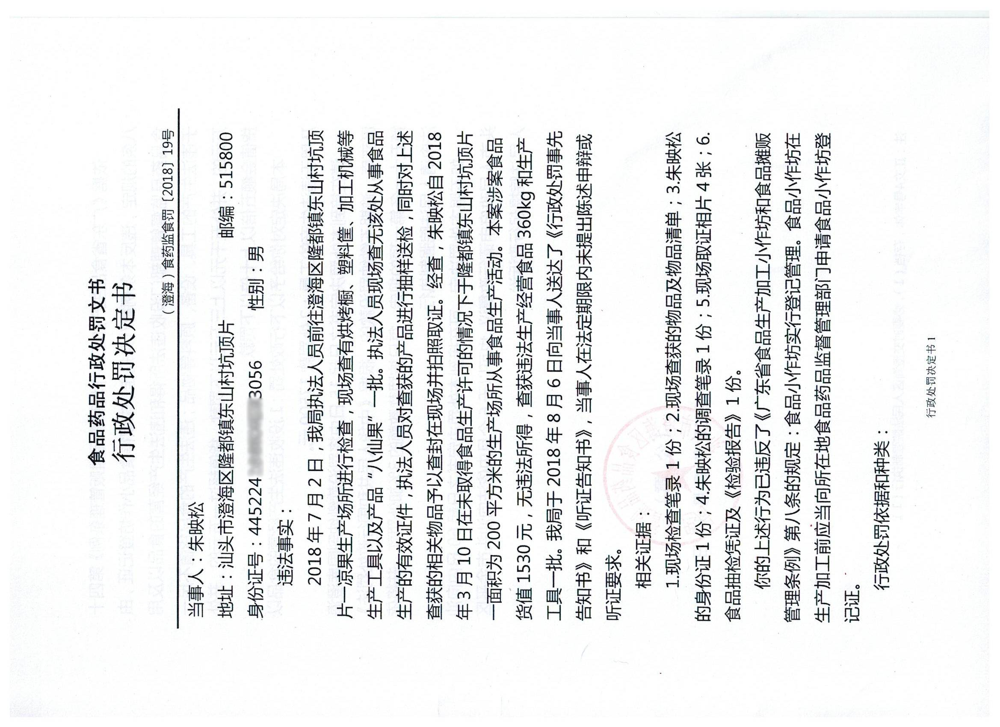 食品药品行政处罚文书
行政处罚决定书
（澄海）食药监食罚〔2018〕19号
当事人：朱映松
地址：汕头市澄海区隆都镇东山村坑顶片 邮编：515800
身份证号：445224 3056 性别：男
违法事实：
2018年7月2日，我局执法人员前往澄海区隆都镇东山村坑顶
片一凉果生产场所进行检查，现场查有烘烤橱、塑料筐、加工机械等
生产工具以及产品“八仙果”一批。执法人员现场查无该处从事食品
生产的有效证件，执法人员对查获的产品进行抽样送检，同时对上述
查获的相关物品予以查封在现场并拍照取证。经查，朱映松自2018
年3月10日在未取得食品生产许可的情况下于隆都镇东山村坑顶片
一面积为200平方米的生产场所从事食品生产活动。本案涉案食品
货值1530元，无违法所得，查获违法生产经营食品360kg和生产
工具一批。我局于2018年8月6日向当事人送达了《行政处罚事先
告知书》和《听证告知书》，当事人在法定期限内未提出陈述申辩或
听证要求。
相关证据：
1.现场检查笔录1份；2.现场查获的物品及物品清单；3.朱映松
的身份证1份；4.朱映松的调查笔录1份；5.现场取证相片4张；6.
食品抽检凭证及《检验报告》1份。
你的上述行为已违反了《广东省食品生产加工小作坊和食品摊贩
管理条例》第八条的规定：食品小作坊实行登记管理。食品小作坊在
生产加工前应当向所在地食品药品监督管理部门申请食品小作坊登
记证。
行政处罚依据和种类：
行政处罚决定书1